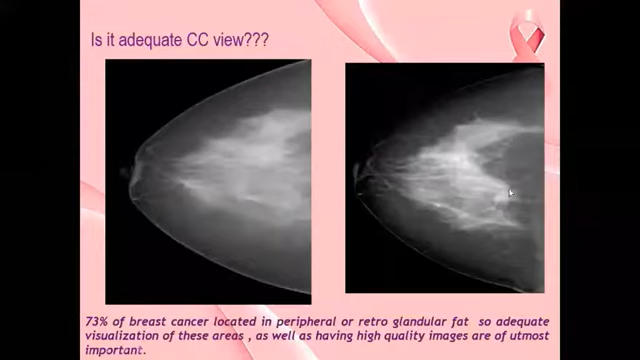 Is it adequate CC view???
73% of breast cancer located in peripheral or retro glandular fat so adequate
visualization of these areas , as well as having high quality images are of utmost
important.